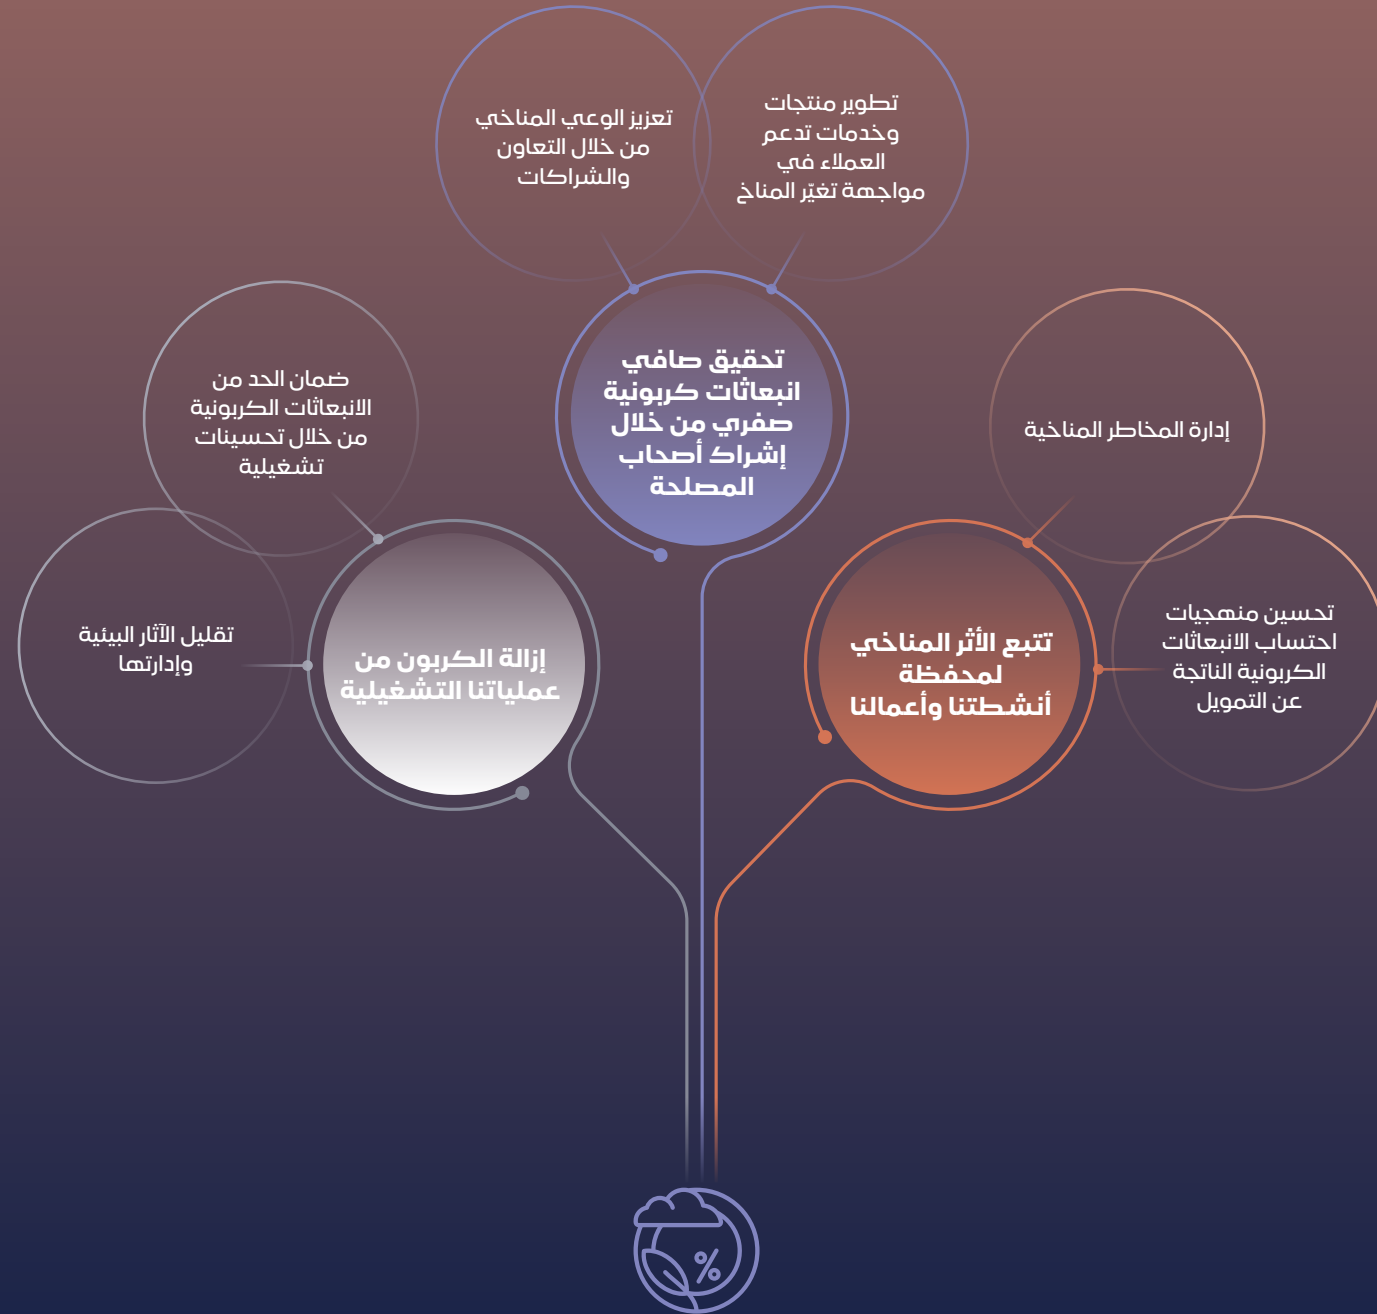 تطوير منتجات
وخدمات تدعم
العملاء في
مواجهة تغيّر المناخ
تعزيز الوعي المناخي
من خلال التعاون
والشراكات
تحقيق صافي
انبعاثات كربونية
صفري من خلال
إشراك أصحاب
المصلحة
إدارة المخاطر المناخية
تحسين منهجيات
احتساب الانبعاثات
الكربونية الناتجة
عن التمويل
تتبع الأثر المناخي
لمحفظة
أنشطتنا وأعمالنا
ضمان الحد من
الانبعاثات الكربونية
من خلال تحسينات
تشغيلية
تقليل الآثار البيئية
وإدارتها
إزالة الكربون من
عملياتنا التشغيلية
%